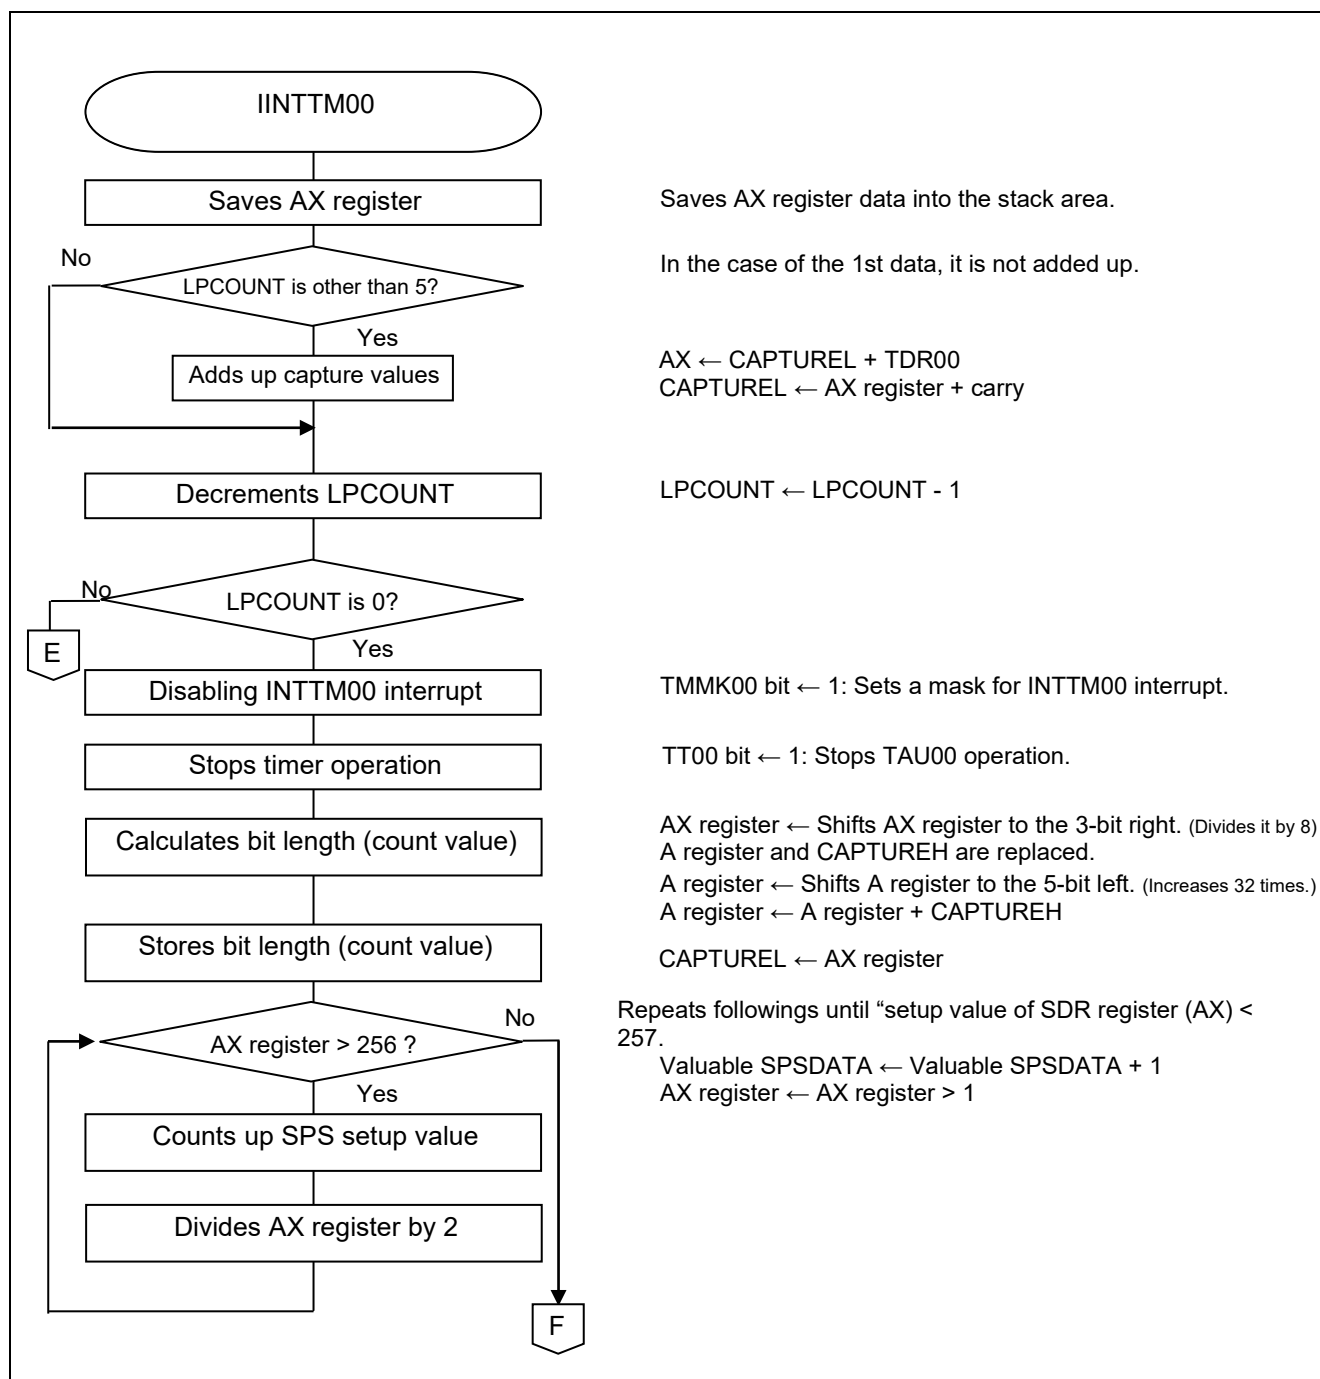 IINTTM00
Saves AX register
Saves AX register data into the stack area.
No
LPCOUNT is other than 5?
In the case of the 1st data, it is not added up.
Yes
Adds up capture values
AX ← CAPTUREL + TDR00
CAPTUREL ← AX register + carry
Decrements LPCOUNT
LPCOUNT ← LPCOUNT - 1
No
LPCOUNT is 0?
E
Yes
Disabling INTTM00 interrupt
TMMK00 bit ← 1: Sets a mask for INTTM00 interrupt.
Stops timer operation
TT00 bit ← 1: Stops TAU00 operation.
Calculates bit length (count value)
AX register ← Shifts AX register to the 3-bit right. (Divides it by 8)
A register and CAPTUREH are replaced.
A register ← Shifts A register to the 5-bit left. (Increases 32 times.)
A register ← A register + CAPTUREH
Stores bit length (count value)
CAPTUREL ← AX register
AX register > 256 ?
No
Repeats followings until “setup value of SDR register (AX) <
257.
Valuable SPSDATA ← Valuable SPSDATA + 1
AX register ← AX register > 1
Yes
Counts up SPS setup value
Divides AX register by 2
F